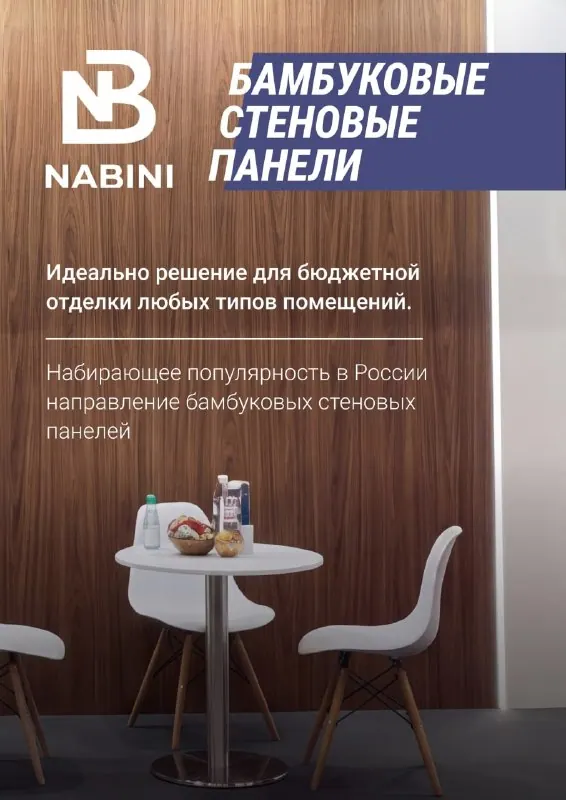 NB
NABINI
БАМБУКОВЫЕ
СТЕНОВЫЕ
ПАНЕЛИ
Идеально решение для бюджетной
отделки любых типов помещений.
Набирающее популярность в России
направление бамбуковых стеновых
панелей